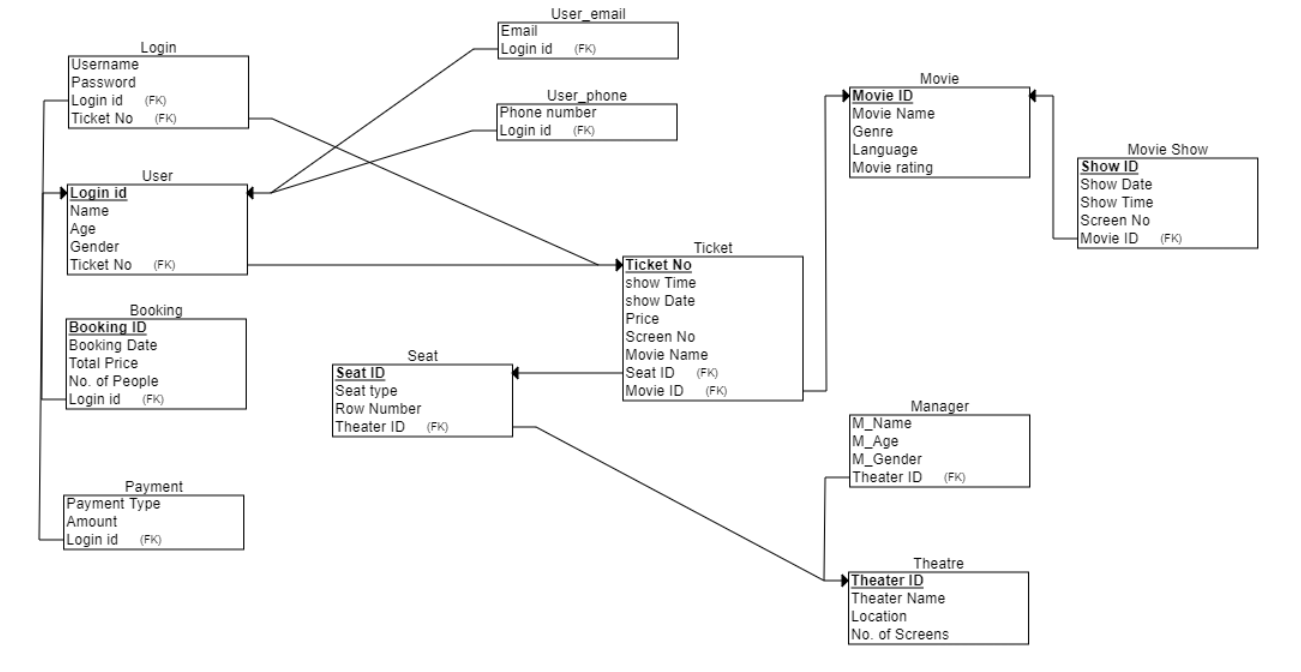 User_email
Email
Login id (FK)
Login
Username
Password
Login id (FK)
Ticket No (FK)
User_phone
Phone number
Login id (FK)
Movie
Movie ID
Movie Name
Genre
Language
Movie rating
Movie Show
Show ID
Show Date
Show Time
Screen No
Movie ID (FK)
User
Login id
Name
Age
Gender
Ticket No (FK)
Ticket
Ticket No
show Time
show Date
Price
Screen No
Movie Name
Seat ID (FK)
Movie ID (FK)
Booking
Booking ID
Booking Date
Total Price
No. of People
Login id (FK)
Seat
Seat ID
Seat type
Row Number
Theater ID (FK)
Manager
M_Name
M_Age
M_Gender
Theater ID (FK)
Payment
Payment Type
Amount
Login id (FK)
Theatre
Theater ID
Theater Name
Location
No. of Screens